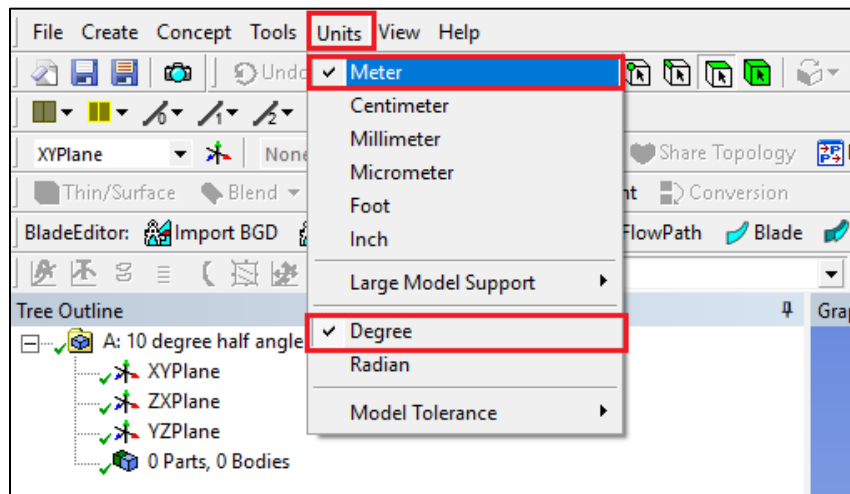 File Create Concept Tools Units View Help
Undo
Meter
Centimeter
Millimeter
Micrometer
Foot
Inch
Large Model Support
Degree
Radian
Model Tolerance
XYPlane None Share Topology
Thin/Surface Blend nt Conversion
BladeEditor: Import BGD FlowPath Blade
Tree Outline Gra
A: 10 degree half angle
XYPlane
ZXPlane
YZPlane
0 Parts, 0 Bodies